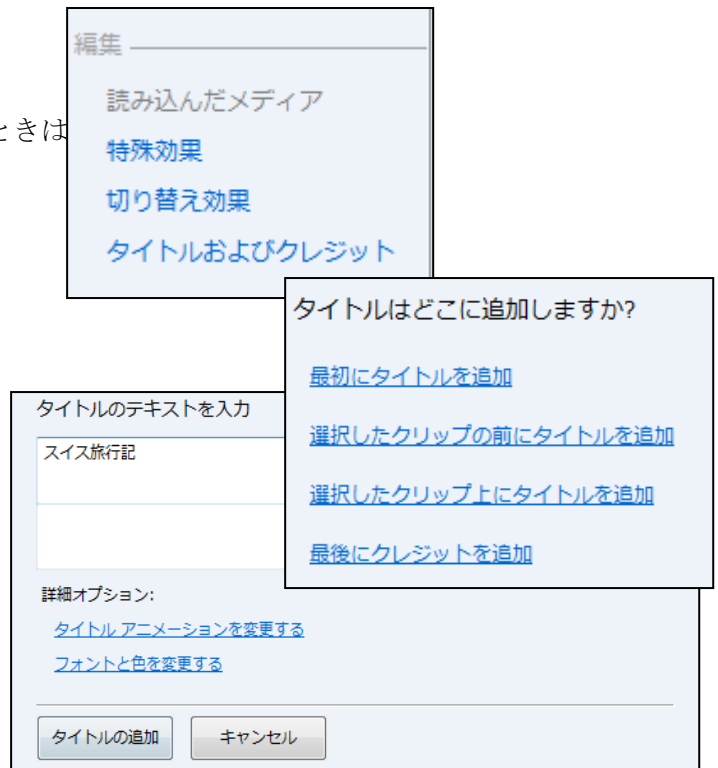 編集
読み込んだメディア
ときは
特殊効果
切り替え効果
タイトルおよびクレジット
タイトルはどこに追加しますか?
最初にタイトルを追加
選択したクリップの前にタイトルを追加
選択したクリップ上にタイトルを追加
最後にクレジットを追加
タイトルのテキストを入力
スイス旅行記
詳細オプション:
タイトル アニメーションを変更する
フォントと色を変更する
タイトルの追加
キャンセル